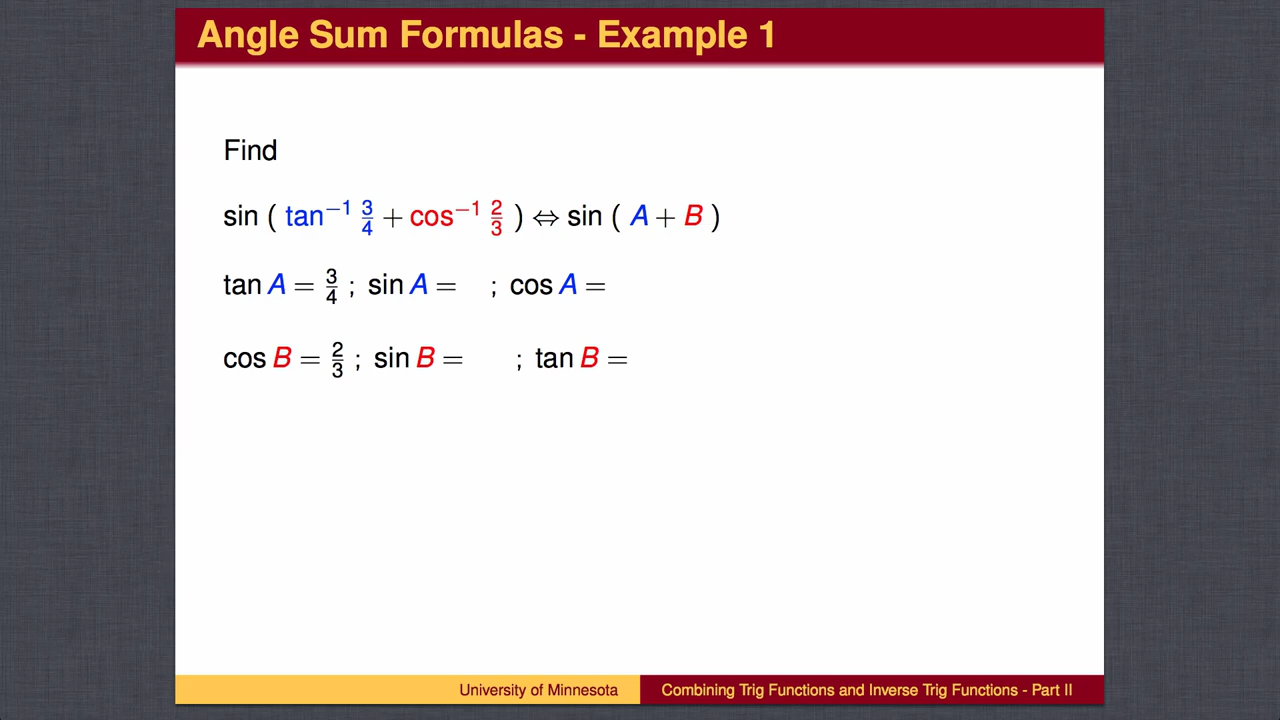 Angle Sum Formulas - Example 1
Find
sin ( tan⁻¹ 3/4 + cos⁻¹ 2/3 ) ⇔ sin ( A + B )
tan A = 3/4 ; sin A = ; cos A =
cos B = 2/3 ; sin B = ; tan B =
University of Minnesota
Combining Trig Functions and Inverse Trig Functions - Part II